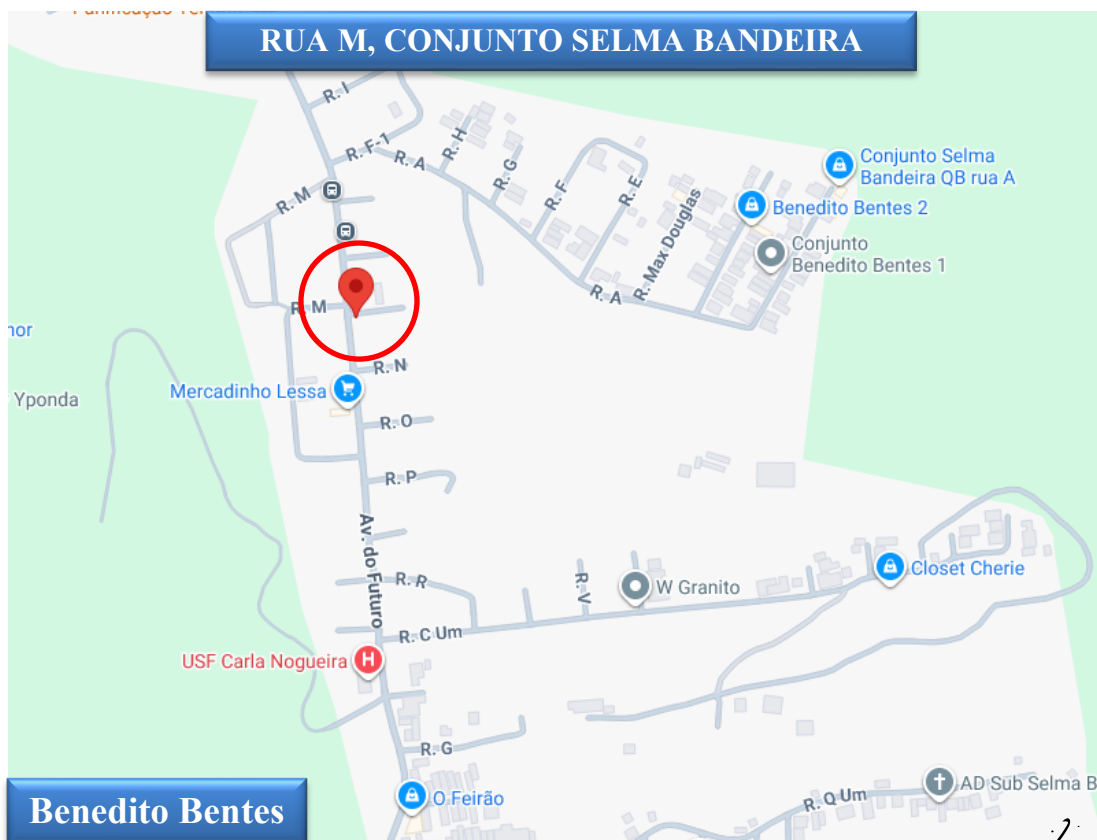 RUA M, CONJUNTO SELMA BANDEIRA
R. I
R. F-1
R. A
R. H
R. G
R. F
R. E
R. Max Douglas
R. A
Conjunto Selma
Bandeira QB rua A
Benedito Bentes 2
Conjunto
Benedito Bentes 1
R. M
R. M
R. N
Mercadinho Lessa
Yponda
R. O
R. P
Av. do Futuro
R. R
R. V
W Granito
Closet Cherie
R. C Um
USF Carla Nogueira
R. G
O Feirão
R. Q Um
AD Sub Selma B
Benedito Bentes